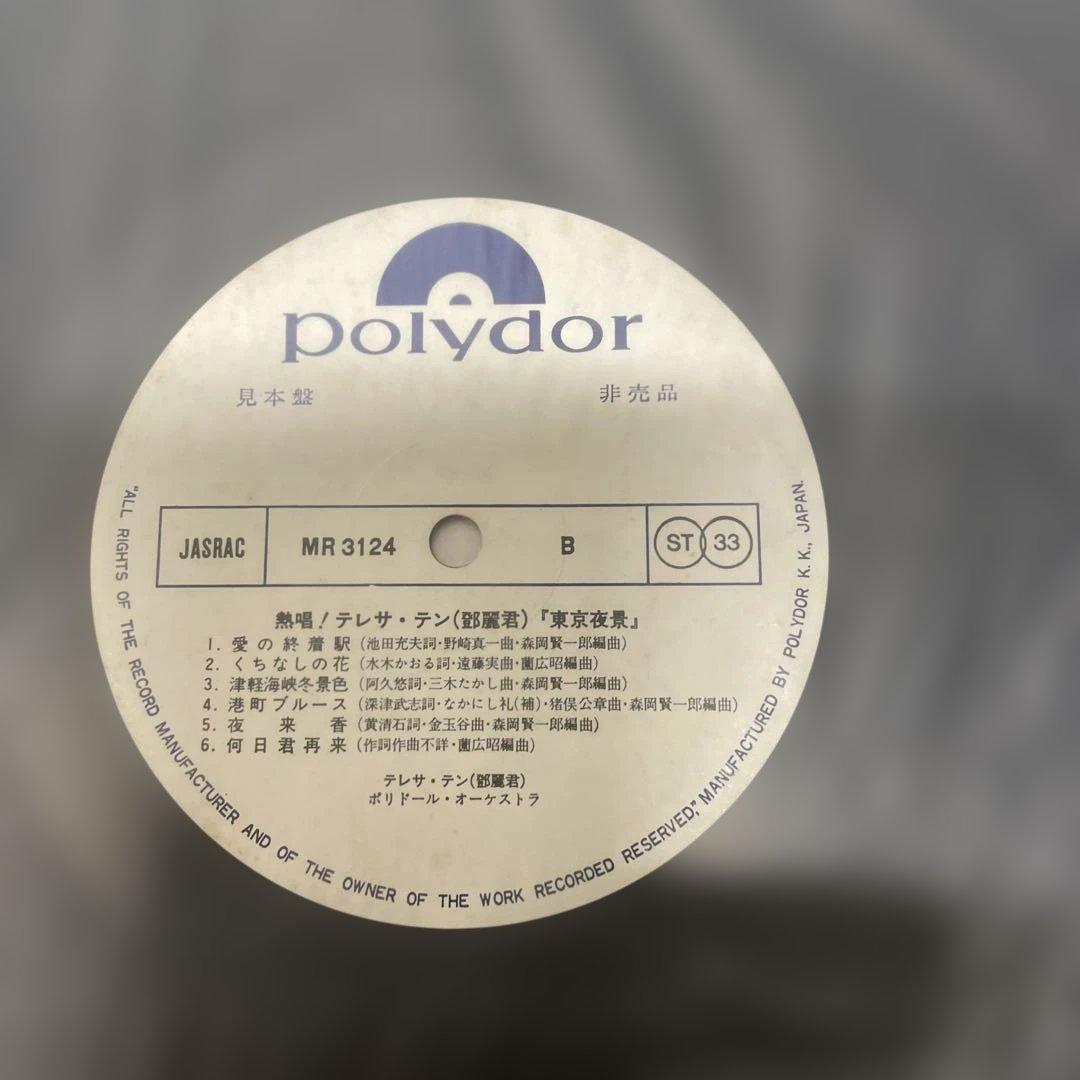 polydor
見本盤 非売品
JASRAC MR 3124 B ST 33
熱唱！テレサ・テン(鄧麗君)『東京夜景』
1. 愛の終着駅 (池田充夫詞・野崎真一曲・森岡賢一郎編曲)
2. くちなしの花 (水木かおる詞・遠藤実曲・薗広昭編曲)
3. 津軽海峡冬景色 (阿久悠詞・三木たかし曲・森岡賢一郎編曲)
4. 港町ブルース (深津武志詞・なかにし礼(補)・猪俣公章曲・森岡賢一郎編曲)
5. 夜来香 (黄清石詞・金玉谷曲・森岡賢一郎編曲)
6. 何日君再来 (作詞作曲不詳・薗広昭編曲)
テレサ・テン(鄧麗君)
ポリドール・オーケストラ
"ALL RIGHTS OF THE RECORD MANUFACTURER AND OF THE OWNER OF THE WORK RECORDED RESERVED," MANUFACTURED BY POLYDOR K. K., JAPAN.